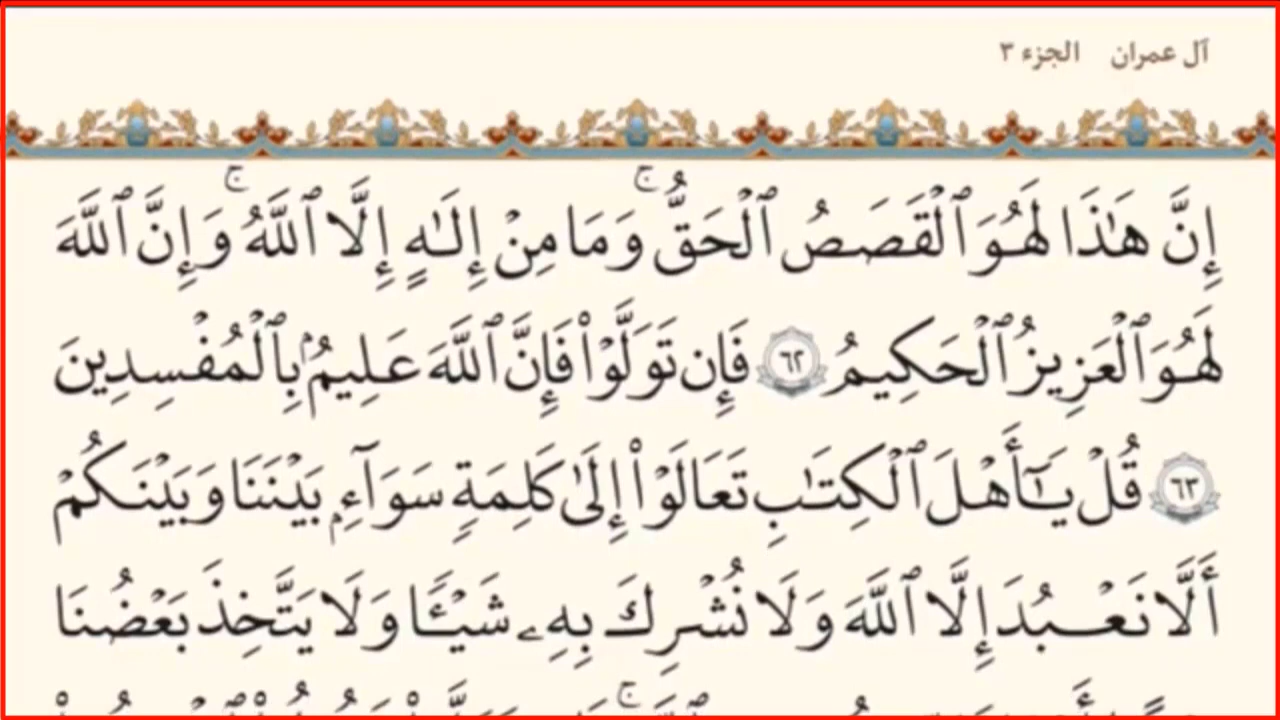 آل عمران الجزء ٣
إِنَّ هَٰذَا لَهُوَ ٱلْقَصَصُ ٱلْحَقُّ ۚ وَمَا مِنْ إِلَٰهٍ إِلَّا ٱللَّهُ ۚ وَإِنَّ ٱللَّهَ
لَهُوَ ٱلْعَزِيزُ ٱلْحَكِيمُ ٦٢ فَإِن تَوَلَّوْا۟ فَإِنَّ ٱللَّهَ عَلِيمٌۢ بِٱلْمُفْسِدِينَ
٦٣ قُلْ يَٰٓأَهْلَ ٱلْكِتَٰبِ تَعَالَوْا۟ إِلَىٰ كَلِمَةٍ سَوَآءٍۭ بَيْنَنَا وَبَيْنَكُمْ
أَلَّا نَعْبُدَ إِلَّا ٱللَّهَ وَلَا نُشْرِكَ بِهِۦ شَيْـًٔا وَلَا يَتَّخِذَ بَعْضُنَا